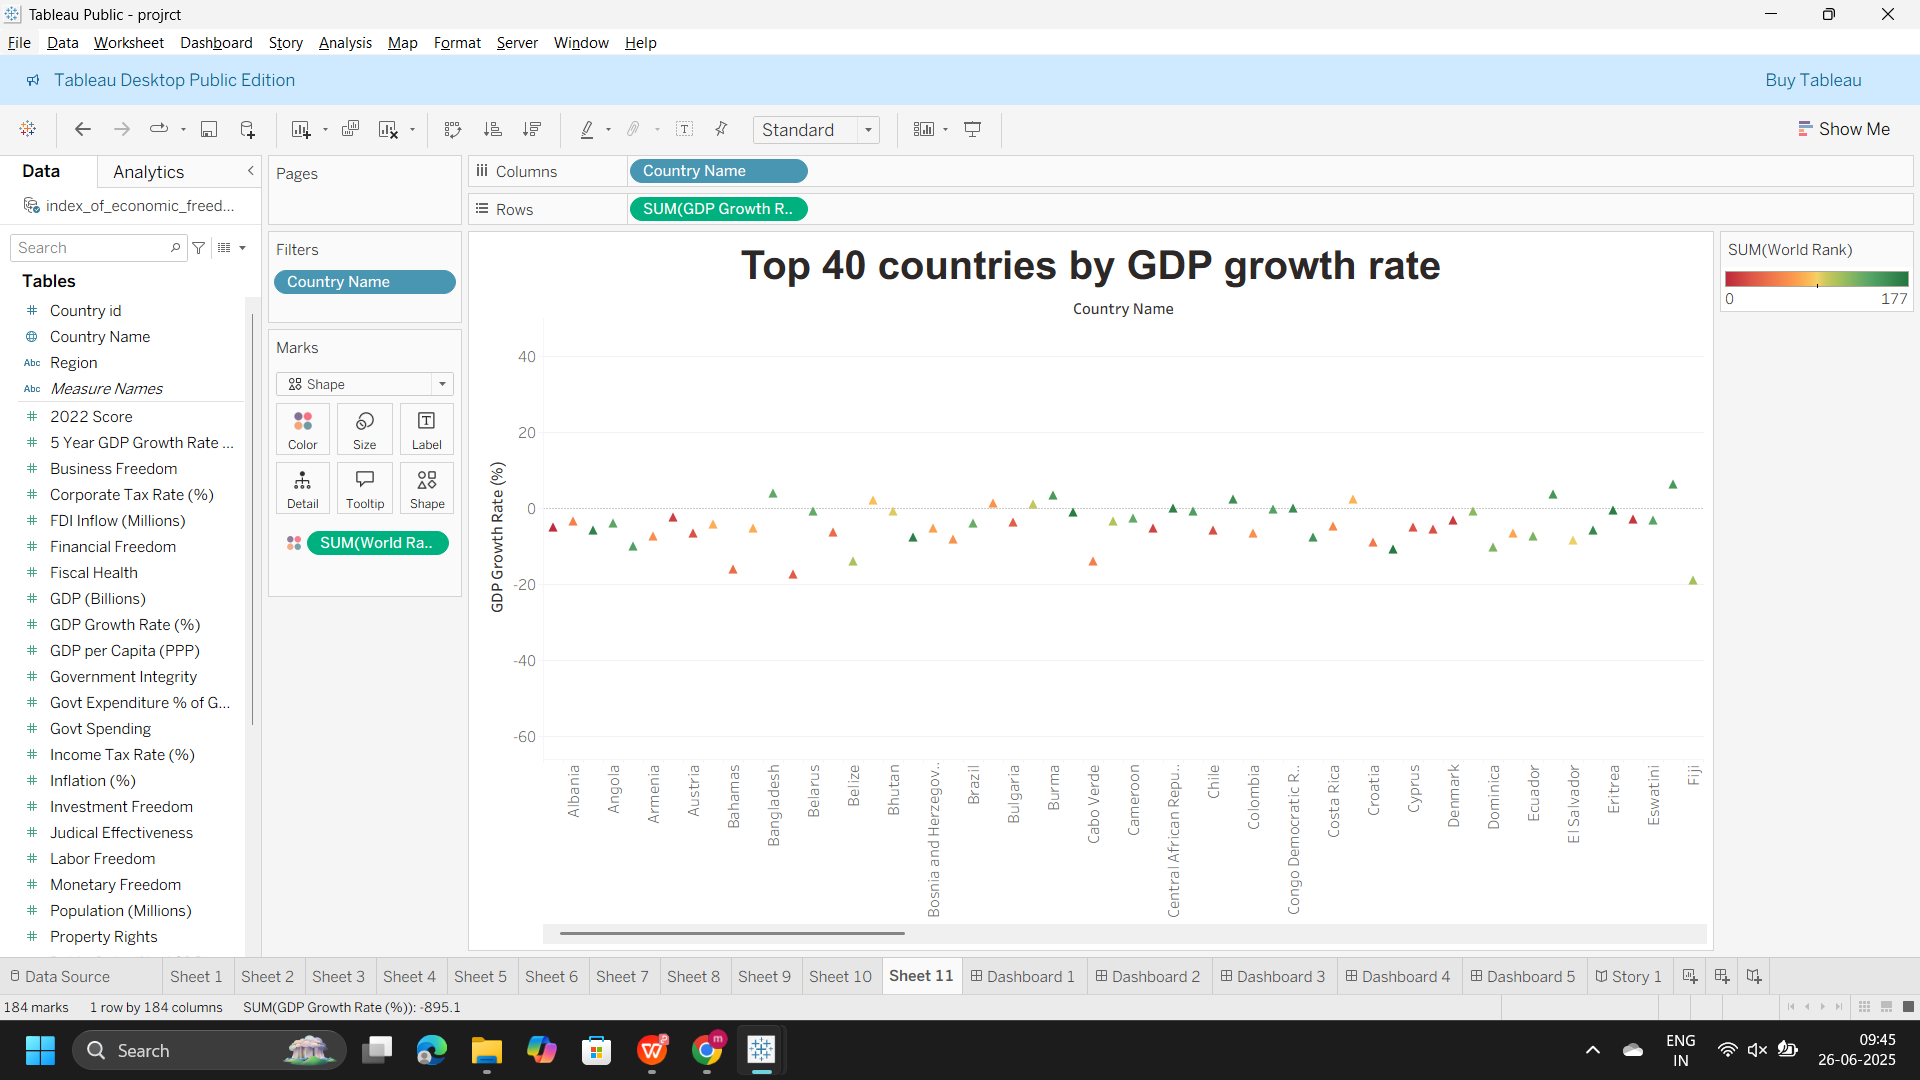 Tableau Public - projrct
File Data Worksheet Dashboard Story Analysis Map Format Server Window Help
Tableau Desktop Public Edition
Buy Tableau
Standard
Show Me
Data
Analytics
index_of_economic_freed...
Search
Tables
Country id
Country Name
Abc Region
Abc Measure Names
2022 Score
5 Year GDP Growth Rate ...
Business Freedom
Corporate Tax Rate (%)
FDI Inflow (Millions)
Financial Freedom
Fiscal Health
GDP (Billions)
GDP Growth Rate (%)
GDP per Capita (PPP)
Government Integrity
Govt Expenditure % of G...
Govt Spending
Income Tax Rate (%)
Inflation (%)
Investment Freedom
Judical Effectiveness
Labor Freedom
Monetary Freedom
Population (Millions)
Property Rights
Pages
Filters
Country Name
Marks
Shape
Color
Size
Label
Detail
Tooltip
Shape
SUM(World Ra..
Columns
Country Name
Rows
SUM(GDP Growth R..
Top 40 countries by GDP growth rate
Country Name
GDP Growth Rate (%)
40
20
0
-20
-40
-60
Albania
Angola
Armenia
Austria
Bahamas
Bangladesh
Belarus
Belize
Bhutan
Bosnia and Herzegov..
Brazil
Bulgaria
Burma
Cabo Verde
Cameroon
Central African Repu..
Chile
Colombia
Congo Democratic R..
Costa Rica
Croatia
Cyprus
Denmark
Dominica
Ecuador
El Salvador
Eritrea
Eswatini
Fiji
SUM(World Rank)
0 177
Data Source Sheet 1 Sheet 2 Sheet 3 Sheet 4 Sheet 5 Sheet 6 Sheet 7 Sheet 8 Sheet 9 Sheet 10 Sheet 11 Dashboard 1 Dashboard 2 Dashboard 3 Dashboard 4 Dashboard 5 Story 1
184 marks 1 row by 184 columns SUM(GDP Growth Rate (%)): -895.1
Search
m
ENG
IN
09:45
26-06-2025